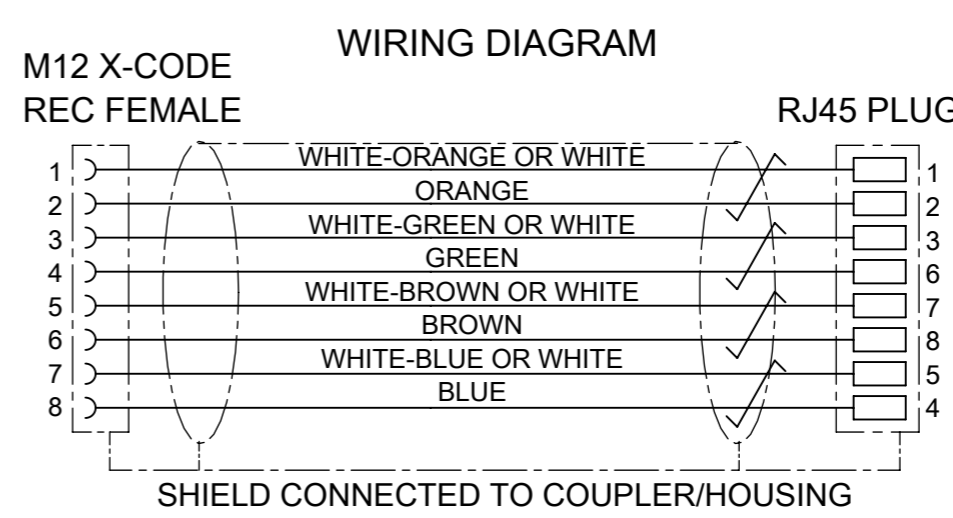 WIRING DIAGRAM
M12 X-CODE
REC FEMALE
RJ45 PLUG
1 WHITE-ORANGE OR WHITE 1
2 ORANGE 2
3 WHITE-GREEN OR WHITE 3
4 GREEN 6
5 WHITE-BROWN OR WHITE 7
6 BROWN 8
7 WHITE-BLUE OR WHITE 5
8 BLUE 4
SHIELD CONNECTED TO COUPLER/HOUSING